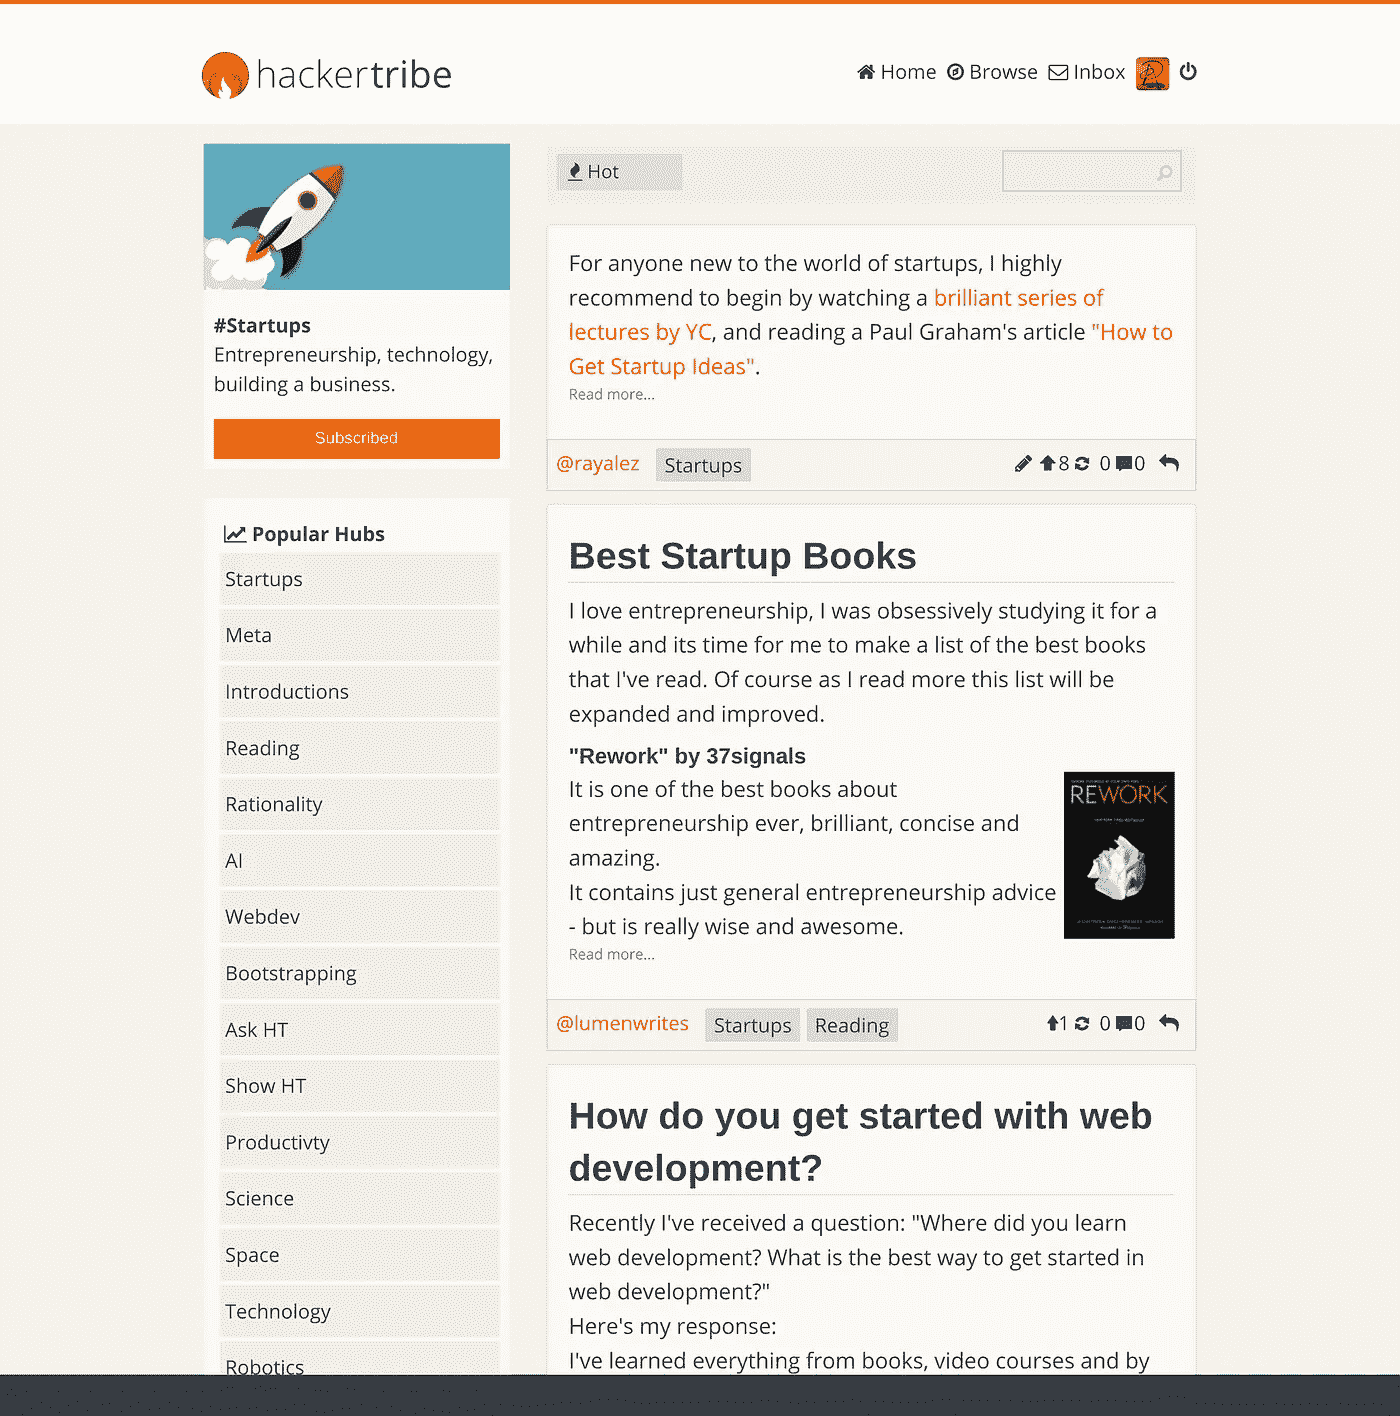 hackertribe
Home Browse Inbox
#Startups
Entrepreneurship, technology,
building a business.
Subscribed
Popular Hubs
Startups
Meta
Introductions
Reading
Rationality
AI
Webdev
Bootstrapping
Ask HT
Show HT
Productivty
Science
Space
Technology
Robotics
Hot
For anyone new to the world of startups, I highly
recommend to begin by watching a brilliant series of
lectures by YC, and reading a Paul Graham's article "How to
Get Startup Ideas".
Read more...
@rayalez Startups 8 0 0
Best Startup Books
I love entrepreneurship, I was obsessively studying it for a
while and its time for me to make a list of the best books
that I've read. Of course as I read more this list will be
expanded and improved.
"Rework" by 37signals
It is one of the best books about
entrepreneurship ever, brilliant, concise and
amazing.
It contains just general entrepreneurship advice
- but is really wise and awesome.
REWORK
Read more...
@lumenwrites Startups Reading 1 0 0
How do you get started with web
development?
Recently I've received a question: "Where did you learn
web development? What is the best way to get started in
web development?"
Here's my response:
I've learned everything from books, video courses and by